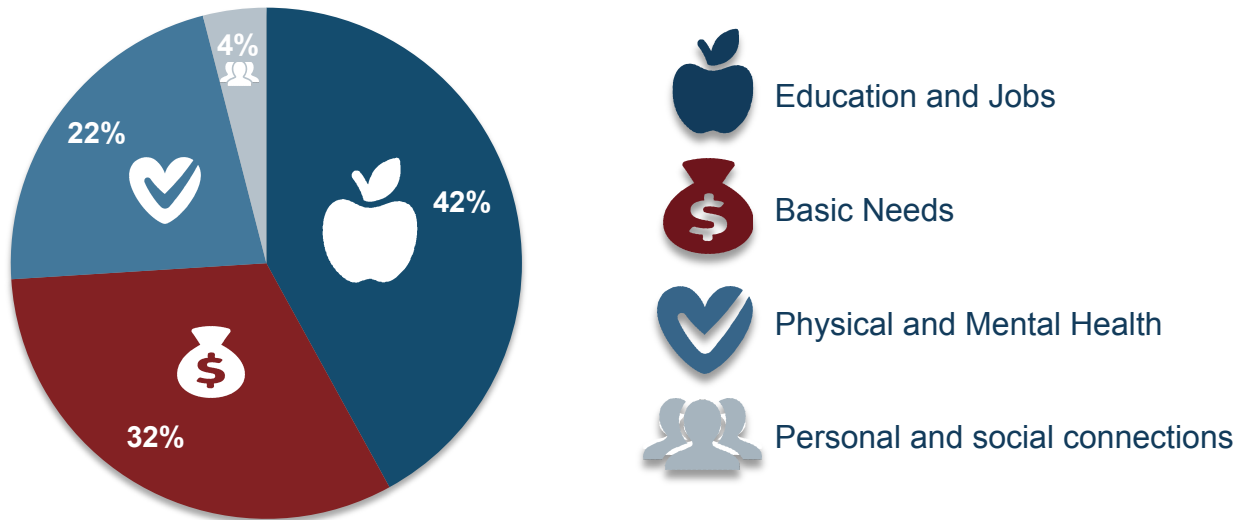 4%
22%
42%
32%
$
Education and Jobs
$
Basic Needs
Physical and Mental Health
Personal and social connections